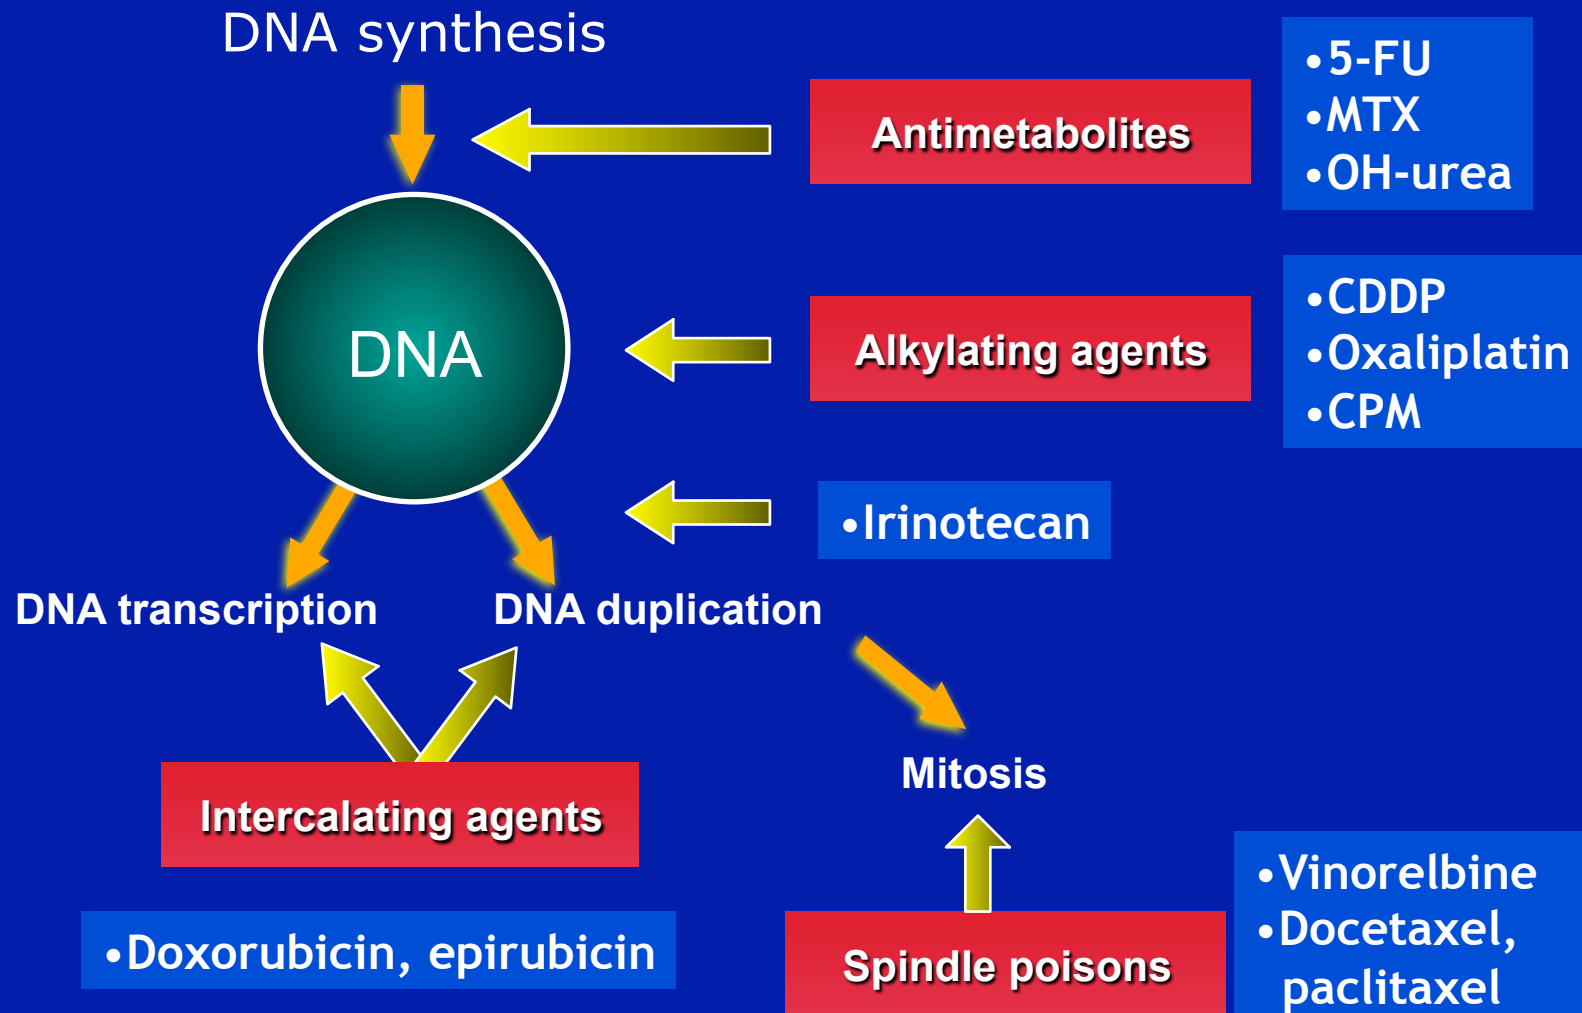 DNA synthesis
Antimetabolites
•5-FU
•MTX
•OH-urea
DNA
Alkylating agents
•CDDP
•Oxaliplatin
•CPM
•Irinotecan
DNA transcription
DNA duplication
Mitosis
Intercalating agents
•Doxorubicin, epirubicin
Spindle poisons
•Vinorelbine
•Docetaxel,
paclitaxel